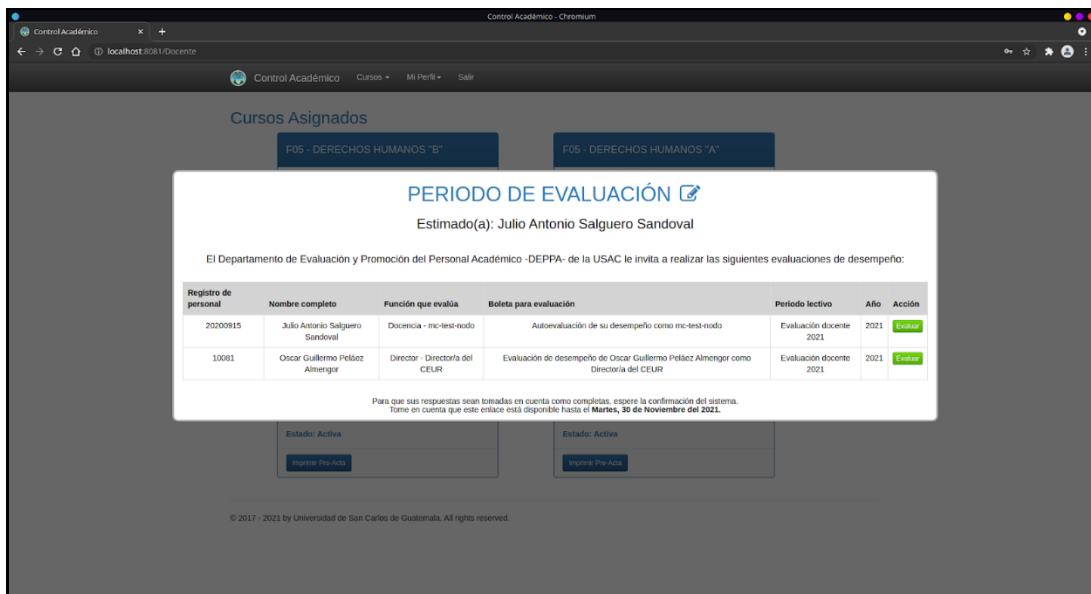 Control Académico - Chromium
Control Académico
localhost:8081/Docente
Control Académico Cursos Mi Perfil Salir
Cursos Asignados
F05 - DERECHOS HUMANOS "B" F05 - DERECHOS HUMANOS "A"
PERIODO DE EVALUACIÓN
Estimado(a): Julio Antonio Salguero Sandoval
El Departamento de Evaluación y Promoción del Personal Académico -DEPPA- de la USAC le invita a realizar las siguientes evaluaciones de desempeño:
Registro de
personal Nombre completo Función que evalúa Boleta para evaluación Periodo lectivo Año Acción
20200915 Julio Antonio Salguero Docencia - mc-test-nodo Autoevaluación de su desempeño como mc-test-nodo Evaluación docente 2021 Evaluar
Sandoval 2021
10081 Oscar Guillermo Peláez Director - Director/a del Evaluación de desempeño de Oscar Guillermo Peláez Almengor como Evaluación docente 2021 Evaluar
Almengor CEUR Director/a del CEUR 2021
Para que sus respuestas sean tomadas en cuenta como completas, espere la confirmación del sistema.
Tome en cuenta que este enlace está disponible hasta el Martes, 30 de Noviembre del 2021.
Estado: Activa Estado: Activa
Imprimir Pre-Acta Imprimir Pre-Acta
© 2017 - 2021 by Universidad de San Carlos de Guatemala. All rights reserved.